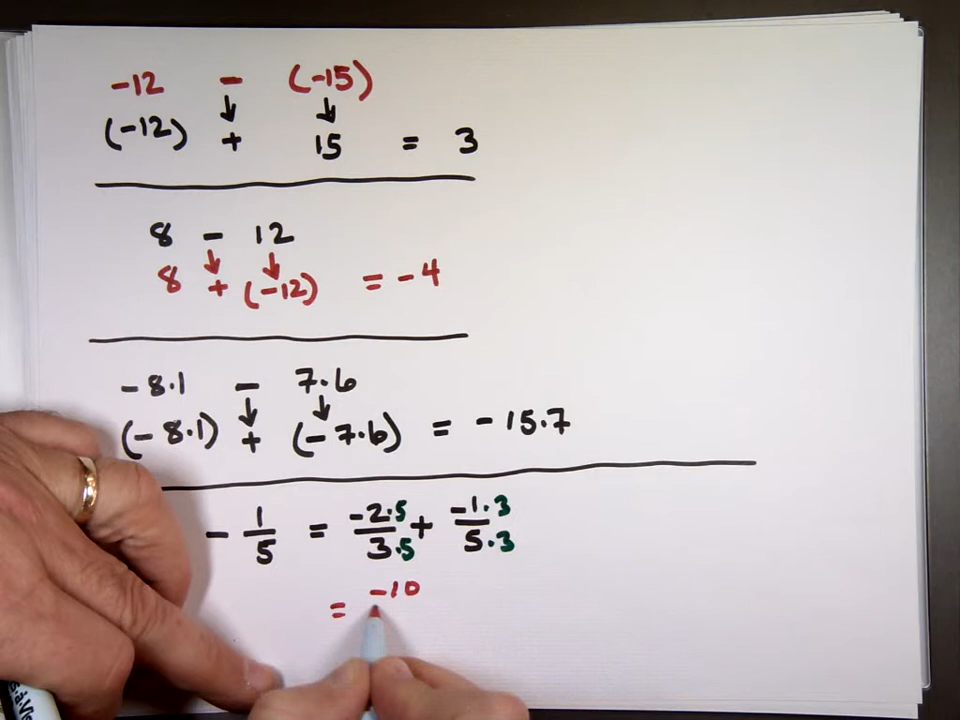 -12 - (-15)
(-12) + 15 = 3
8 - 12
8 + (-12) = -4
-8.1 - 7.6
(-8.1) + (-7.6) = -15.7
- 1/5 = -2·5/3·5 + -1·3/5·3
= -10